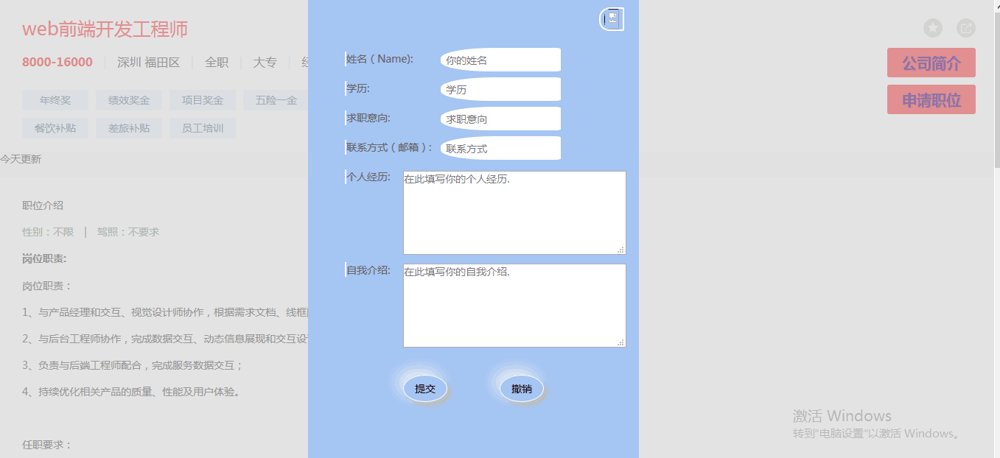 web前端开发工程师
8000-16000 | 深圳 福田区 | 全职 | 大专 |
年终奖 绩效奖金 项目奖金 五险一金
餐饮补贴 差旅补贴 员工培训
今天更新
职位介绍
性别：不限 | 驾照：不要求
岗位职责:
岗位职责：
1、与产品经理和交互、视觉设计师协作，根据需求文档、线框
2、与后台工程师协作，完成数据交互、动态信息展现和交互设
3、负责与后端工程师配合，完成服务数据交互；
4、持续优化相关产品的质量、性能及用户体验。
任职要求：
姓名（Name): 你的姓名
学历: 学历
求职意向: 求职意向
联系方式（邮箱）: 联系方式
个人经历: 在此填写你的个人经历.
自我介绍: 在此填写你的自我介绍.
提交 撤销
公司简介
申请职位
激活 Windows
转到"电脑设置"以激活 Windows。